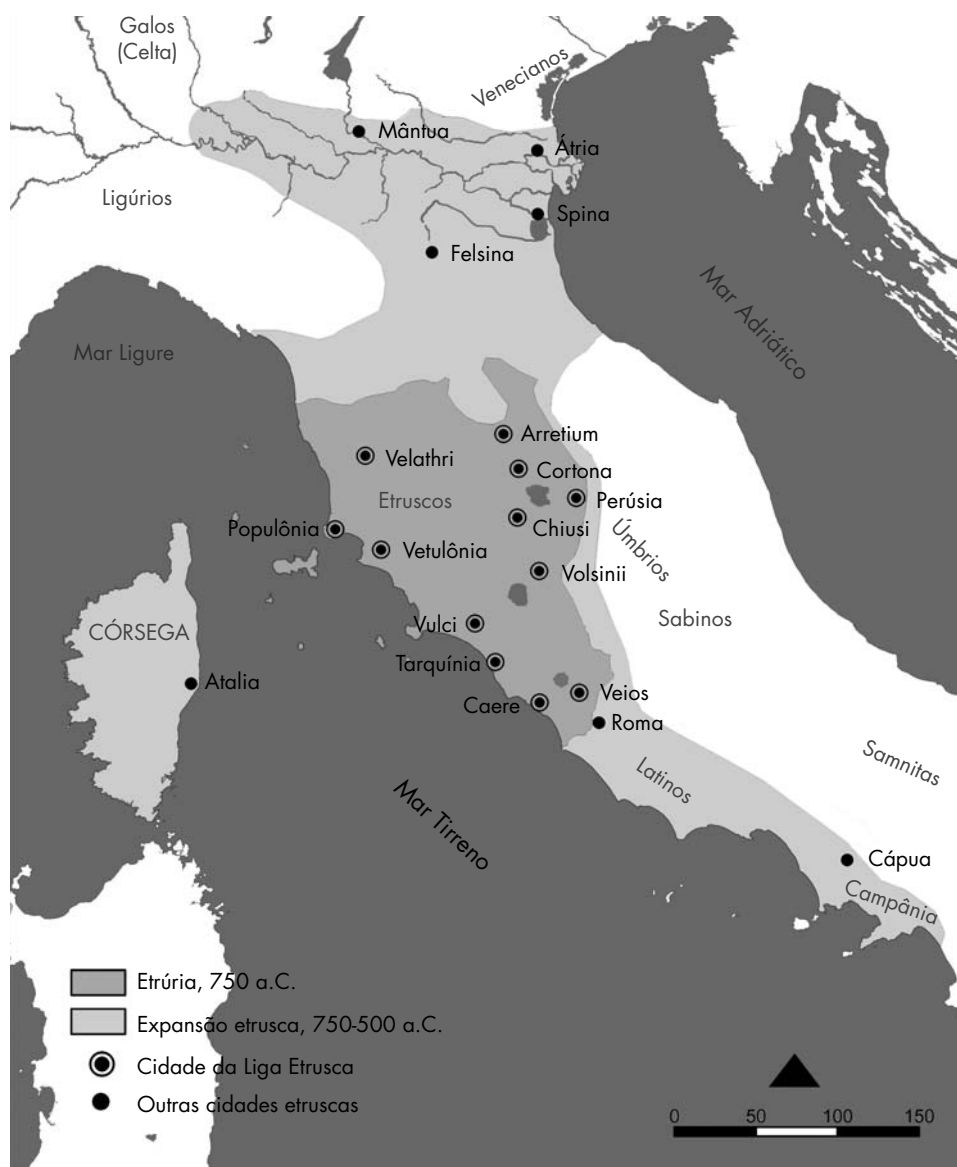 Galos
(Celta)
Venecianos
Mântua
Átria
Ligúrios
Spina
Felsina
Mar Adriático
Mar Ligure
Arretium
Velathri
Cortona
Etruscos
Perúsia
Populônia
Chiusi
Vetulônia
Úmbrios
Volsinii
Sabinos
Vulci
CÓRSEGA
Tarquínia
Atalia
Caere
Veios
Roma
Latinos
Samnitas
Mar Tirreno
Cápua
Campânia
Etrúria, 750 a.C.
Expansão etrusca, 750-500 a.C.
Cidade da Liga Etrusca
Outras cidades etruscas
0 50 100 150